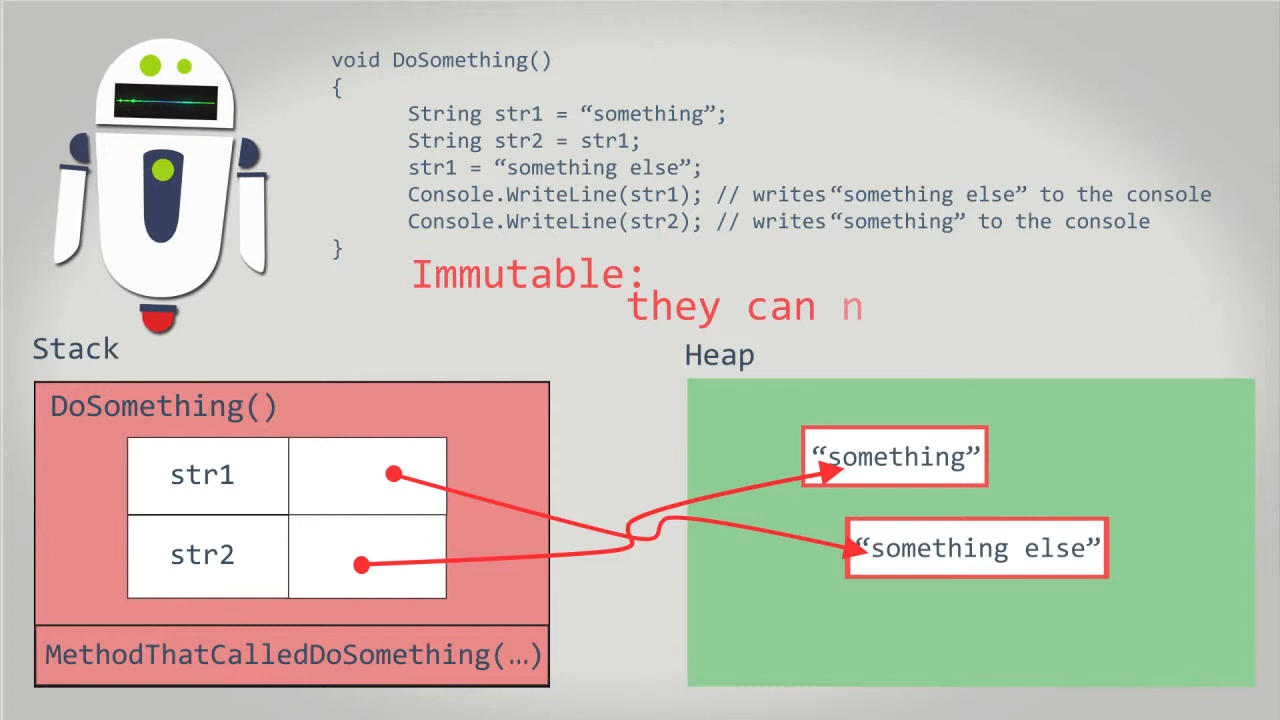 void DoSomething()
{
String str1 = “something”;
String str2 = str1;
str1 = “something else”;
Console.WriteLine(str1); // writes “something else” to the console
Console.WriteLine(str2); // writes “something” to the console
}
Immutable:
they can n
Stack
Heap
DoSomething()
str1
str2
MethodThatCalledDoSomething(…)
“something”
“something else”